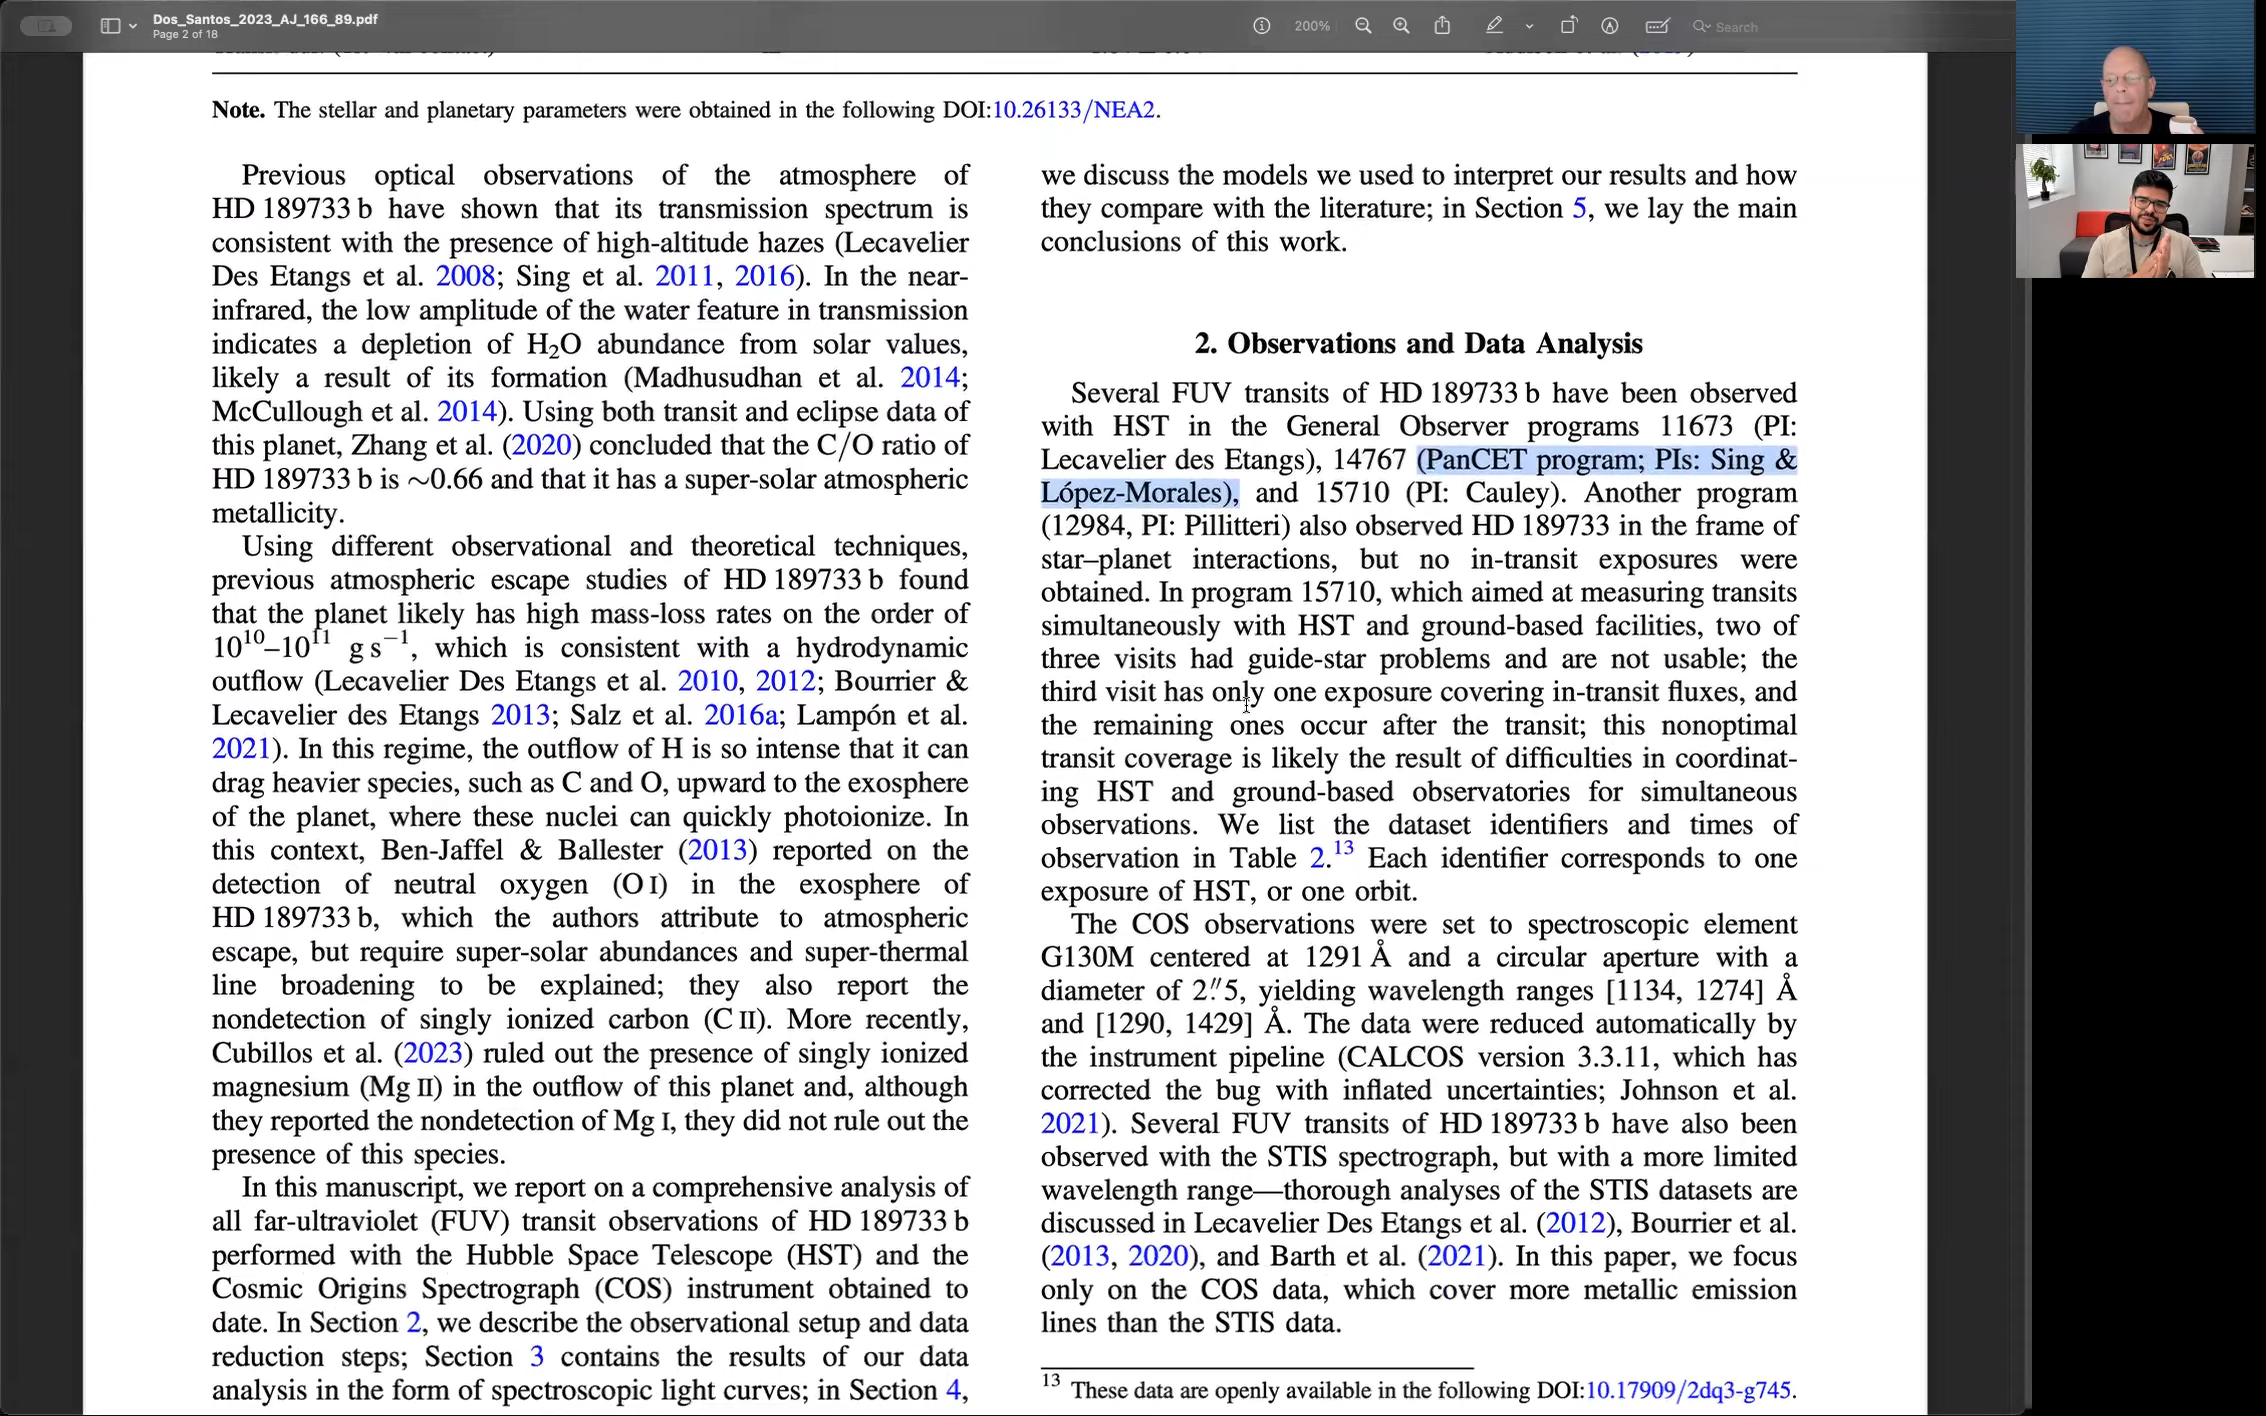 Dos_Santos_2023_AJ_166_89.pdf
Page 2 of 18
200%
Search
Note. The stellar and planetary parameters were obtained in the following DOI:10.26133/NEA2.
Previous optical observations of the atmosphere of
HD 189733 b have shown that its transmission spectrum is
consistent with the presence of high-altitude hazes (Lecavelier
Des Etangs et al. 2008; Sing et al. 2011, 2016). In the near-
infrared, the low amplitude of the water feature in transmission
indicates a depletion of H₂O abundance from solar values,
likely a result of its formation (Madhusudhan et al. 2014;
McCullough et al. 2014). Using both transit and eclipse data of
this planet, Zhang et al. (2020) concluded that the C/O ratio of
HD 189733 b is ~0.66 and that it has a super-solar atmospheric
metallicity.
Using different observational and theoretical techniques,
previous atmospheric escape studies of HD 189733 b found
that the planet likely has high mass-loss rates on the order of
10¹⁰–10¹¹ g s⁻¹, which is consistent with a hydrodynamic
outflow (Lecavelier Des Etangs et al. 2010, 2012; Bourrier &
Lecavelier des Etangs 2013; Salz et al. 2016a; Lampón et al.
2021). In this regime, the outflow of H is so intense that it can
drag heavier species, such as C and O, upward to the exosphere
of the planet, where these nuclei can quickly photoionize. In
this context, Ben-Jaffel & Ballester (2013) reported on the
detection of neutral oxygen (O I) in the exosphere of
HD 189733 b, which the authors attribute to atmospheric
escape, but require super-solar abundances and super-thermal
line broadening to be explained; they also report the
nondetection of singly ionized carbon (C II). More recently,
Cubillos et al. (2023) ruled out the presence of singly ionized
magnesium (Mg II) in the outflow of this planet and, although
they reported the nondetection of Mg I, they did not rule out the
presence of this species.
In this manuscript, we report on a comprehensive analysis of
all far-ultraviolet (FUV) transit observations of HD 189733 b
performed with the Hubble Space Telescope (HST) and the
Cosmic Origins Spectrograph (COS) instrument obtained to
date. In Section 2, we describe the observational setup and data
reduction steps; Section 3 contains the results of our data
analysis in the form of spectroscopic light curves; in Section 4,
we discuss the models we used to interpret our results and how
they compare with the literature; in Section 5, we lay the main
conclusions of this work.
2. Observations and Data Analysis
Several FUV transits of HD 189733 b have been observed
with HST in the General Observer programs 11673 (PI:
Lecavelier des Etangs), 14767 (PanCET program; PIs: Sing &
López-Morales), and 15710 (PI: Cauley). Another program
(12984, PI: Pillitteri) also observed HD 189733 in the frame of
star–planet interactions, but no in-transit exposures were
obtained. In program 15710, which aimed at measuring transits
simultaneously with HST and ground-based facilities, two of
three visits had guide-star problems and are not usable; the
third visit has only one exposure covering in-transit fluxes, and
the remaining ones occur after the transit; this nonoptimal
transit coverage is likely the result of difficulties in coordinat-
ing HST and ground-based observatories for simultaneous
observations. We list the dataset identifiers and times of
observation in Table 2.¹³ Each identifier corresponds to one
exposure of HST, or one orbit.
The COS observations were set to spectroscopic element
G130M centered at 1291 Å and a circular aperture with a
diameter of 2.″5, yielding wavelength ranges [1134, 1274] Å
and [1290, 1429] Å. The data were reduced automatically by
the instrument pipeline (CALCOS version 3.3.11, which has
corrected the bug with inflated uncertainties; Johnson et al.
2021). Several FUV transits of HD 189733 b have also been
observed with the STIS spectrograph, but with a more limited
wavelength range—thorough analyses of the STIS datasets are
discussed in Lecavelier Des Etangs et al. (2012), Bourrier et al.
(2013, 2020), and Barth et al. (2021). In this paper, we focus
only on the COS data, which cover more metallic emission
lines than the STIS data.
¹³ These data are openly available in the following DOI:10.17909/2dq3-g745.